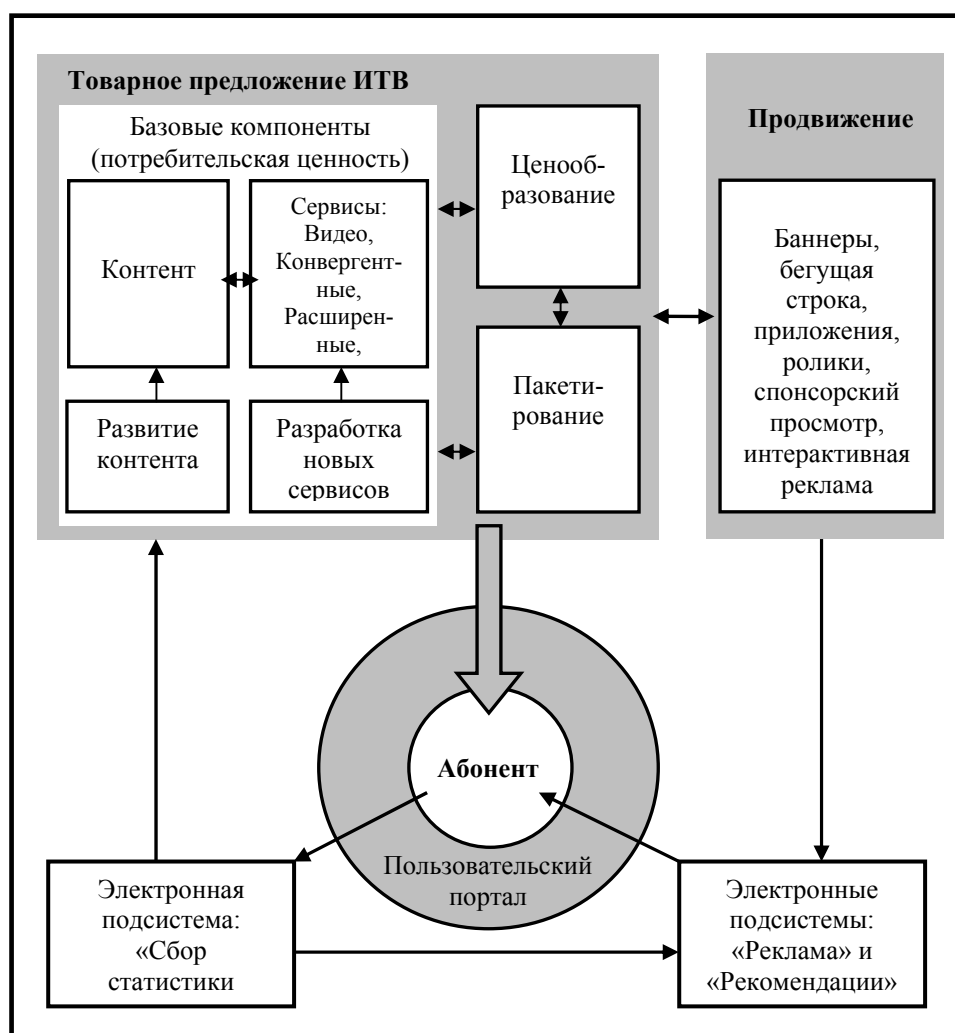 Товарное предложение ИТВ
Базовые компоненты
(потребительская ценность)
Контент
Сервисы:
Видео,
Конвергент-
ные,
Расширен-
ные,
Развитие
контента
Разработка
новых
сервисов
Ценооб-
разование
Пакети-
рование
Продвижение
Баннеры,
бегущая
строка,
приложения,
ролики,
спонсорский
просмотр,
интерактивная
реклама
Абонент
Пользовательский
портал
Электронная
подсистема:
«Сбор
статистики
Электронные
подсистемы:
«Реклама» и
«Рекомендации»